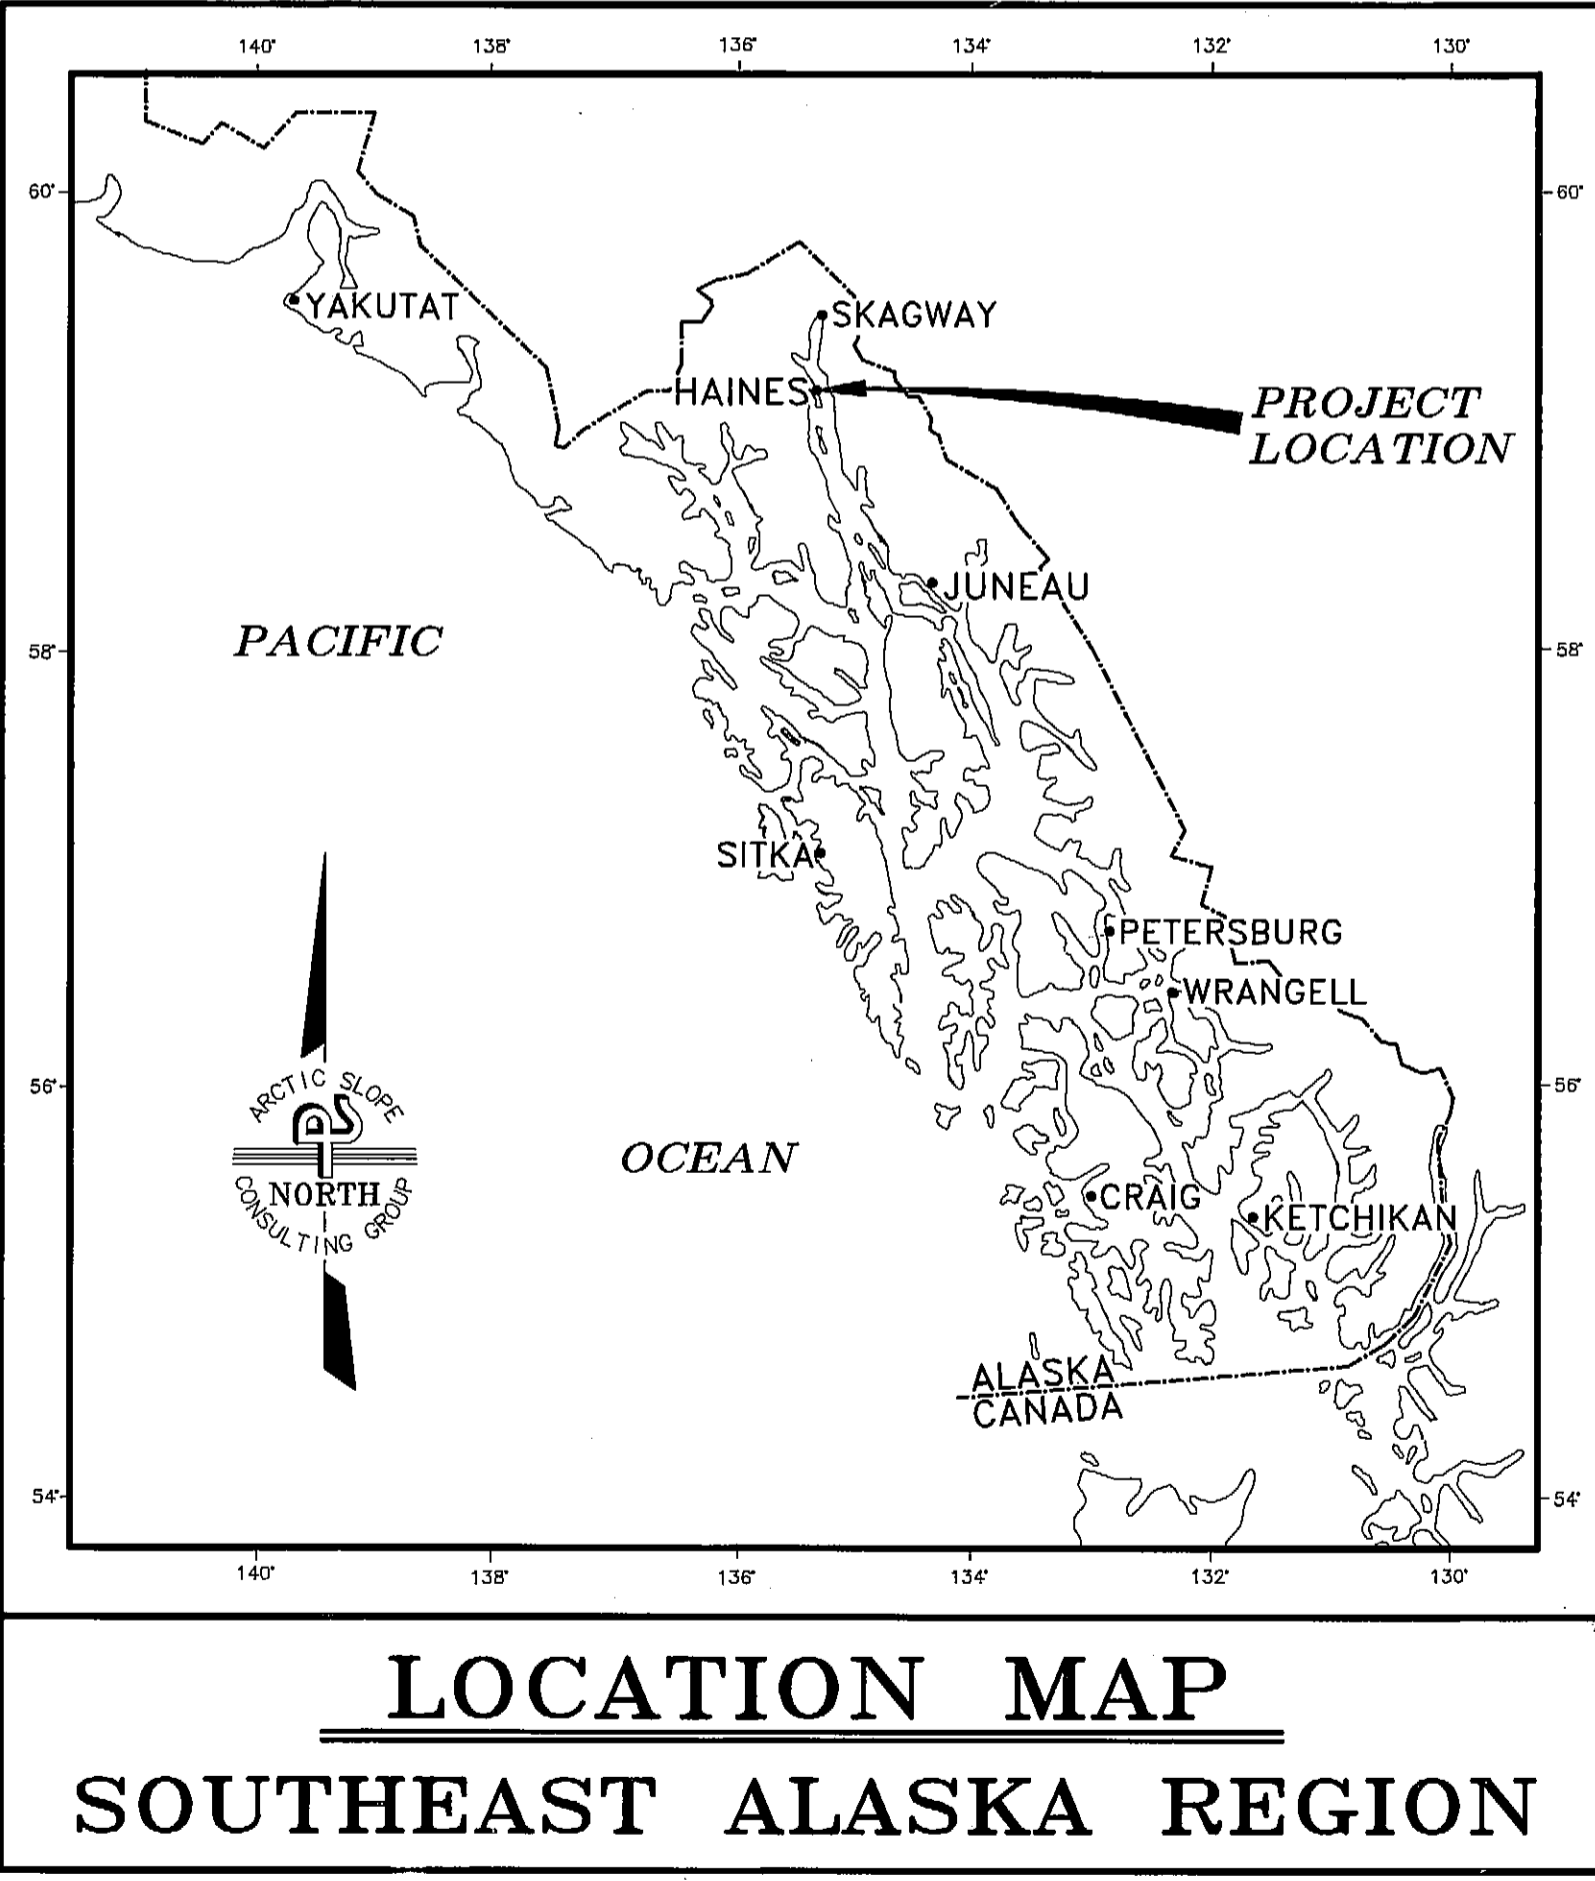 140° 138° 136° 134° 132° 130°
60° 60°
YAKUTAT
SKAGWAY
HAINES
PROJECT
LOCATION
JUNEAU
PACIFIC
58° 58°
SITKA
PETERSBURG
WRANGELL
56° 56°
ARCTIC SLOPE
NORTH
CONSULTING GROUP
OCEAN
CRAIG
KETCHIKAN
ALASKA
CANADA
54° 54°
140° 138° 136° 134° 132° 130°
LOCATION MAP
SOUTHEAST ALASKA REGION